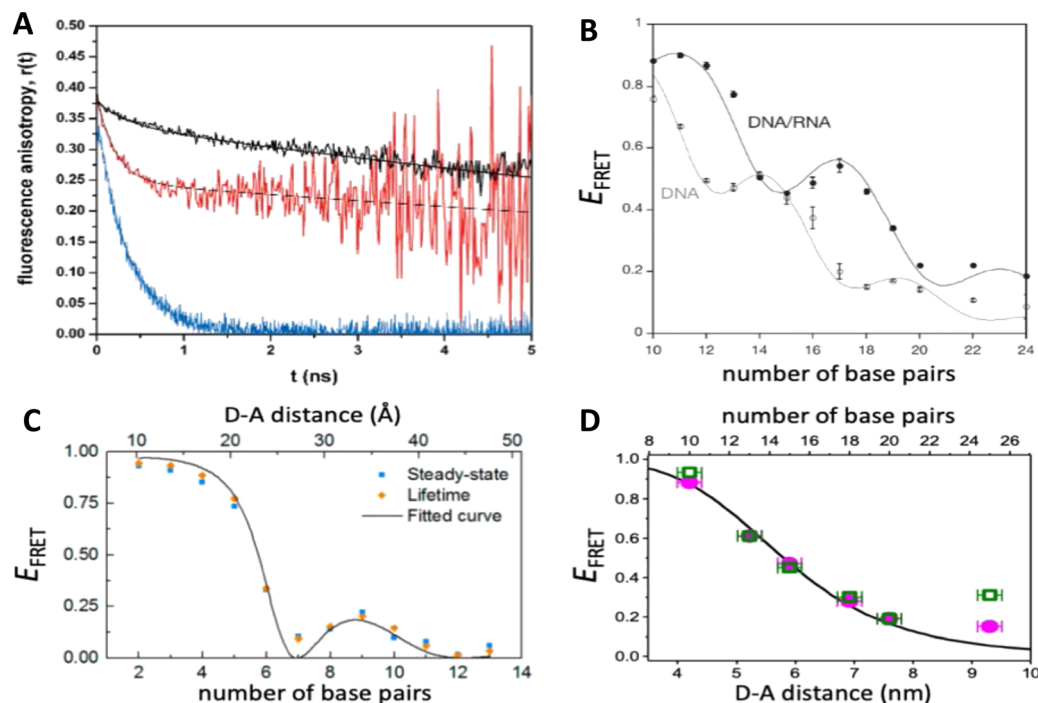 A
fluorescence anisotropy, r(t)
0.50
0.45
0.40
0.35
0.30
0.25
0.20
0.15
0.10
0.05
0.00
0 1 2 3 4 5
t (ns)
B
E FRET
1
0.8
0.6
0.4
0.2
0
DNA/RNA
DNA
10 12 14 16 18 20 22 24
number of base pairs
C
D-A distance (Å)
10 20 30 40 50
E FRET
1.00
0.75
0.50
0.25
0.00
Steady-state
Lifetime
Fitted curve
0 2 4 6 8 10 12 14
number of base pairs
D
number of base pairs
8 10 12 14 16 18 20 22 24 26
E FRET
1.0
0.8
0.6
0.4
0.2
0.0
4 5 6 7 8 9 10
D-A distance (nm)